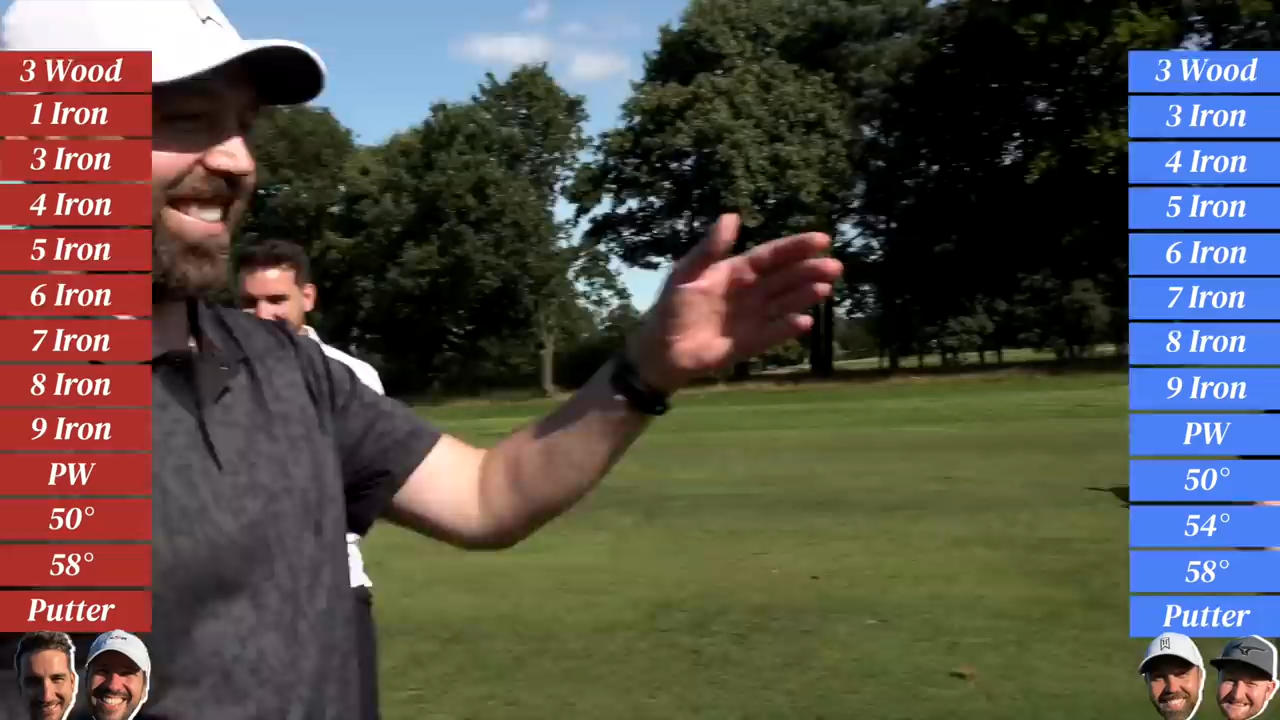 3 Wood
1 Iron
3 Iron
4 Iron
5 Iron
6 Iron
7 Iron
8 Iron
9 Iron
PW
50°
58°
Putter
3 Wood
3 Iron
4 Iron
5 Iron
6 Iron
7 Iron
8 Iron
9 Iron
PW
50°
54°
58°
Putter